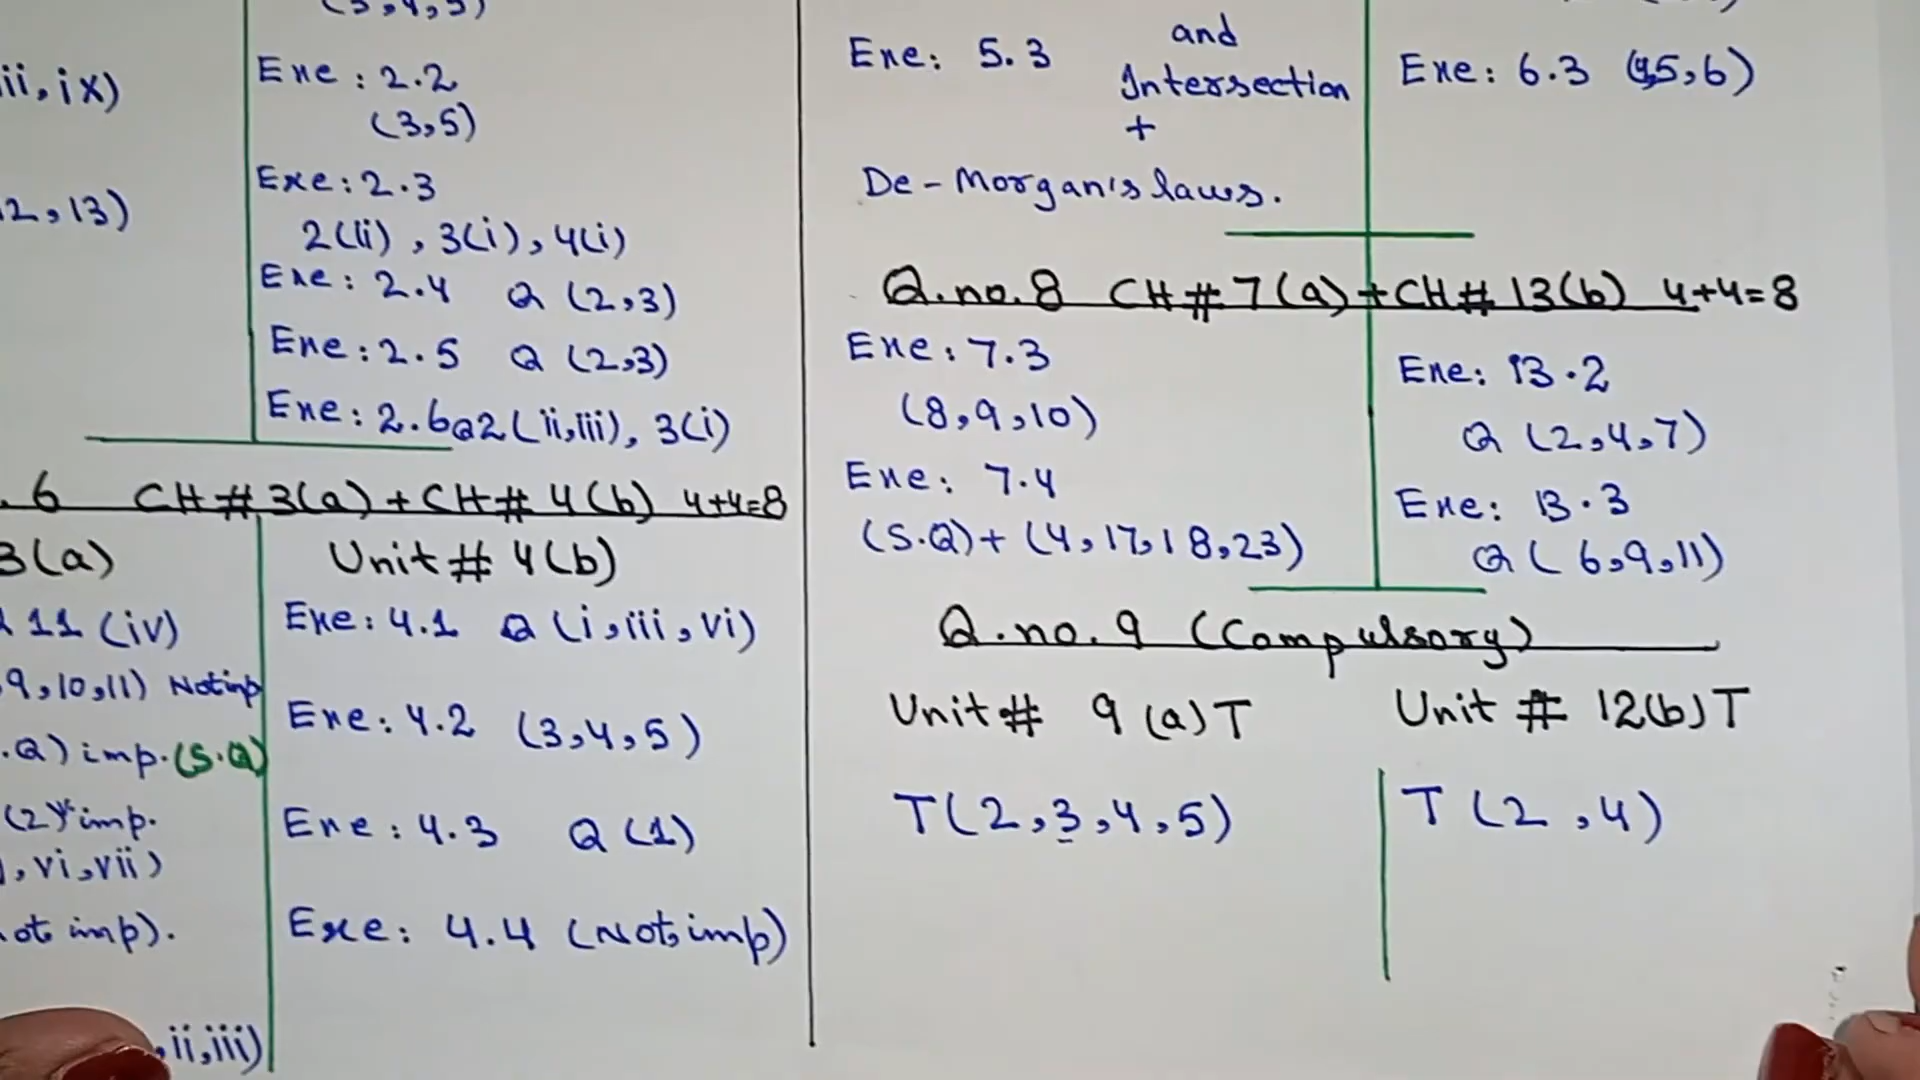 ii, ix)
2, 13)
Exe: 2.2
(3,5)
Exe: 2.3
2(ii), 3(i), 4(i)
Exe: 2.4 Q (2,3)
Exe: 2.5 Q (2,3)
Exe: 2.6 Q2(ii,iii), 3(i)
. 6 CH# 3(a) + CH# 4(b) 4+4=8
3(a)
11 (iv)
9,10,11) Not imp
.Q) imp. (S.Q)
(2)* imp.
, vi, vii)
ot imp).
, ii, iii)
Unit # 4(b)
Exe: 4.1 Q (i, iii, vi)
Exe: 4.2 (3,4,5)
Exe: 4.3 Q (1)
Exe: 4.4 (Not imp)
and
Exe: 5.3 Intersection
+
De-Morgan's laws.
Exe: 6.3 (4,5,6)
Q.no.8 CH# 7(a) + CH# 13(b) 4+4=8
Exe: 7.3
(8,9,10)
Exe: 7.4
(S.Q) + (4,17,18,23)
Exe: 13.2
Q (2,4,7)
Exe: 13.3
Q (6,9,11)
Q.no.9 (Compulsory)
Unit # 9(a) T
T(2,3,4,5)
Unit # 12(b) T
T (2,4)